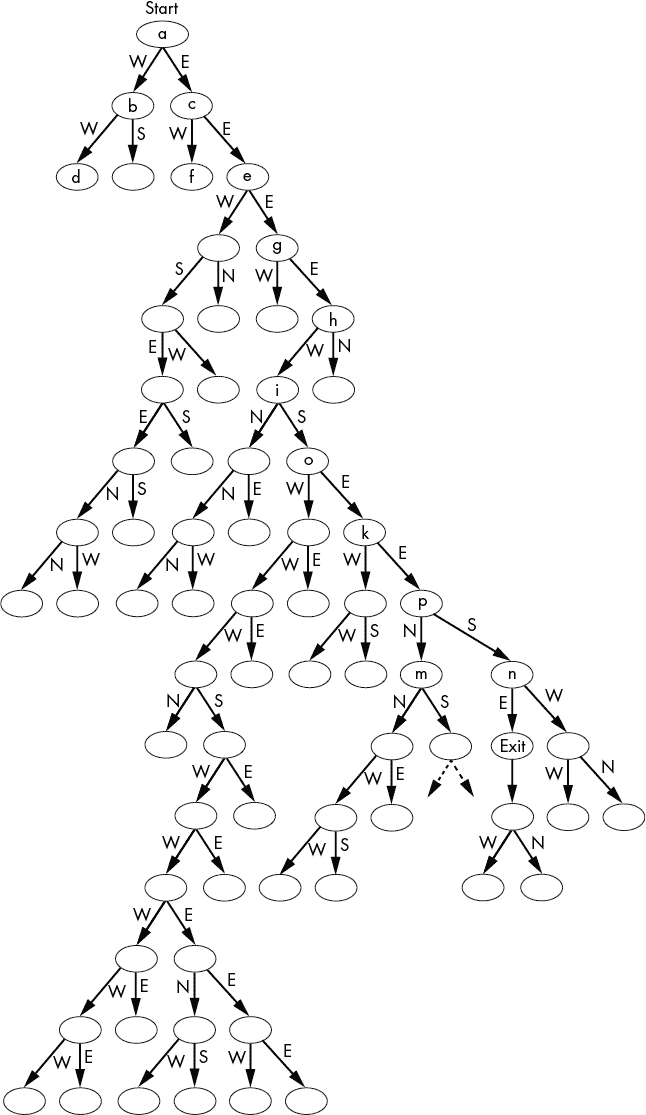 Start
a
W E
b c
W S W E
d f e
W E
g
S N W E
h
E W W N
i
E S N S
o
N S N E W E
k
N W N W W E W E
p
W E W S N S
m n
N S N S E W
Exit
W E W E W N
W E W S W N
W E
W E N E
W E W S W E